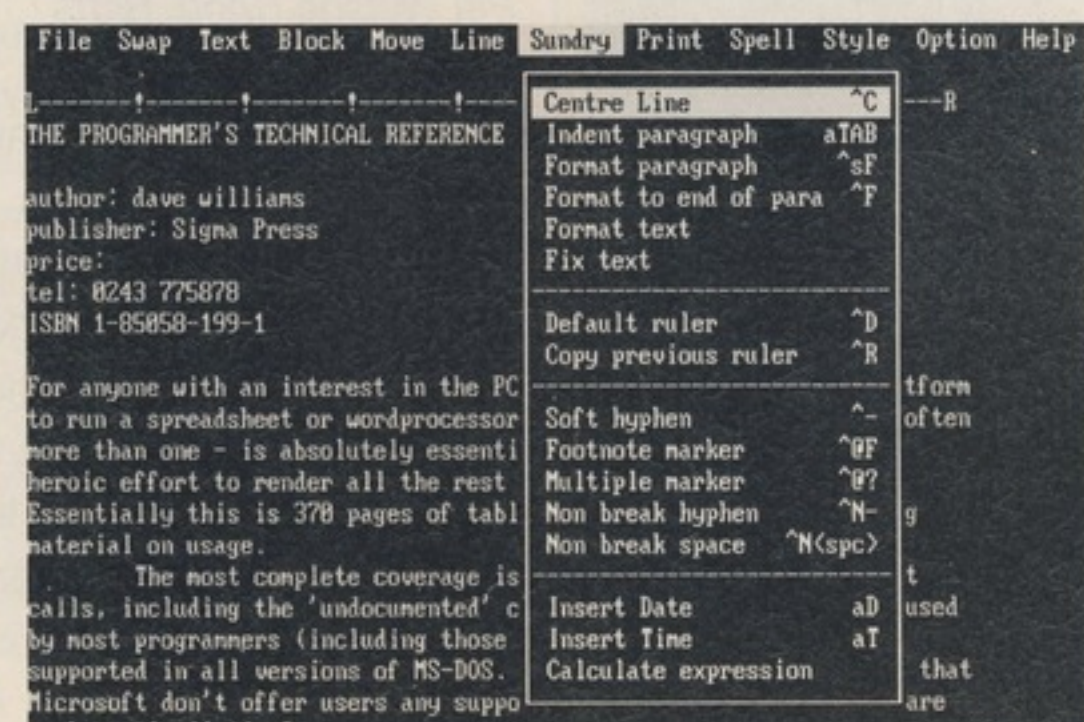 File Swap Text Block Move Line Sundry Print Spell Style Option Help
L-------!-------!-------!-------!---- Centre Line ^C ---R
THE PROGRAMMER'S TECHNICAL REFERENCE Indent paragraph aTAB
Format paragraph ^sF
author: dave williams Format to end of para ^F
publisher: Sigma Press Format text
price: Fix text
tel: 0243 775878
ISBN 1-85058-199-1 Default ruler ^D
Copy previous ruler ^R
For anyone with an interest in the PC tform
to run a spreadsheet or wordprocessor Soft hyphen ^- often
more than one - is absolutely essenti Footnote marker ^@F
heroic effort to render all the rest Multiple marker ^@?
Essentially this is 370 pages of tabl Non break hyphen ^N- g
material on usage. Non break space ^N<spc>
The most complete coverage is t
calls, including the 'undocumented' c Insert Date aD used
by most programmers (including those Insert Time aT
supported in all versions of MS-DOS. Calculate expression that
Microsoft don't offer users any suppo are